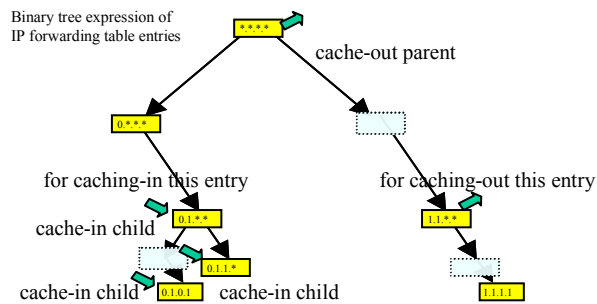 Binary tree expression of
IP forwarding table entries
*.*.*.*
cache-out parent
0.*.*.*
for caching-in this entry
for caching-out this entry
0.1.*.*
1.1.*.*
cache-in child
0.1.1.*
cache-in child
0.1.0.1
cache-in child
1.1.1.1